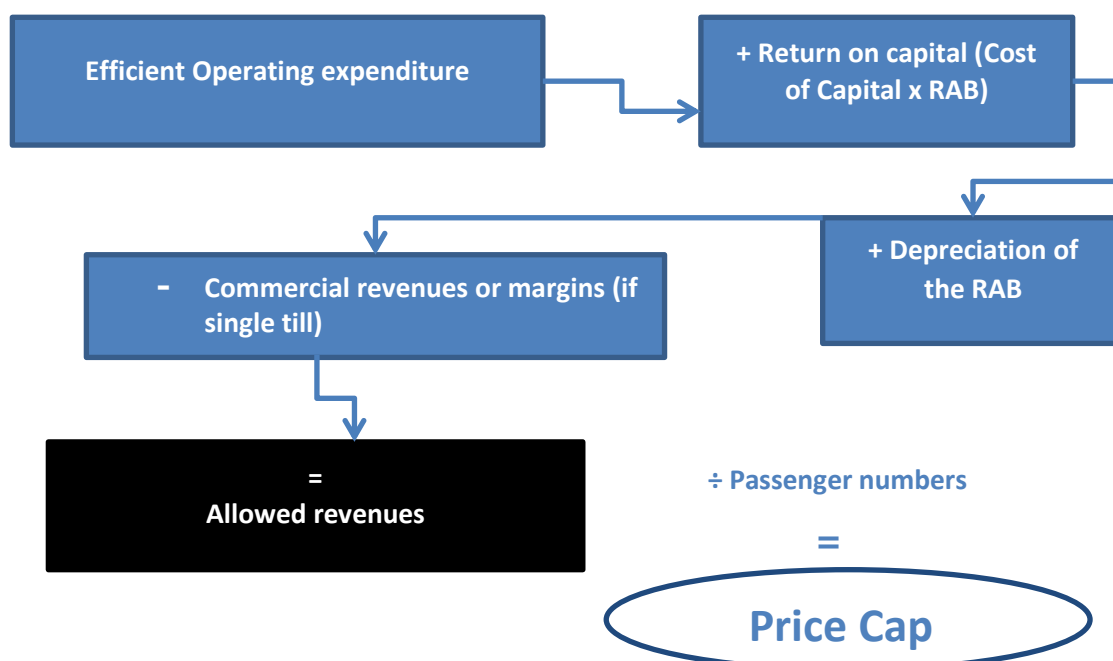 Efficient Operating expenditure
+ Return on capital (Cost
of Capital x RAB)
+ Depreciation of
the RAB
- Commercial revenues or margins (if
single till)
=
Allowed revenues
÷ Passenger numbers
=
Price Cap